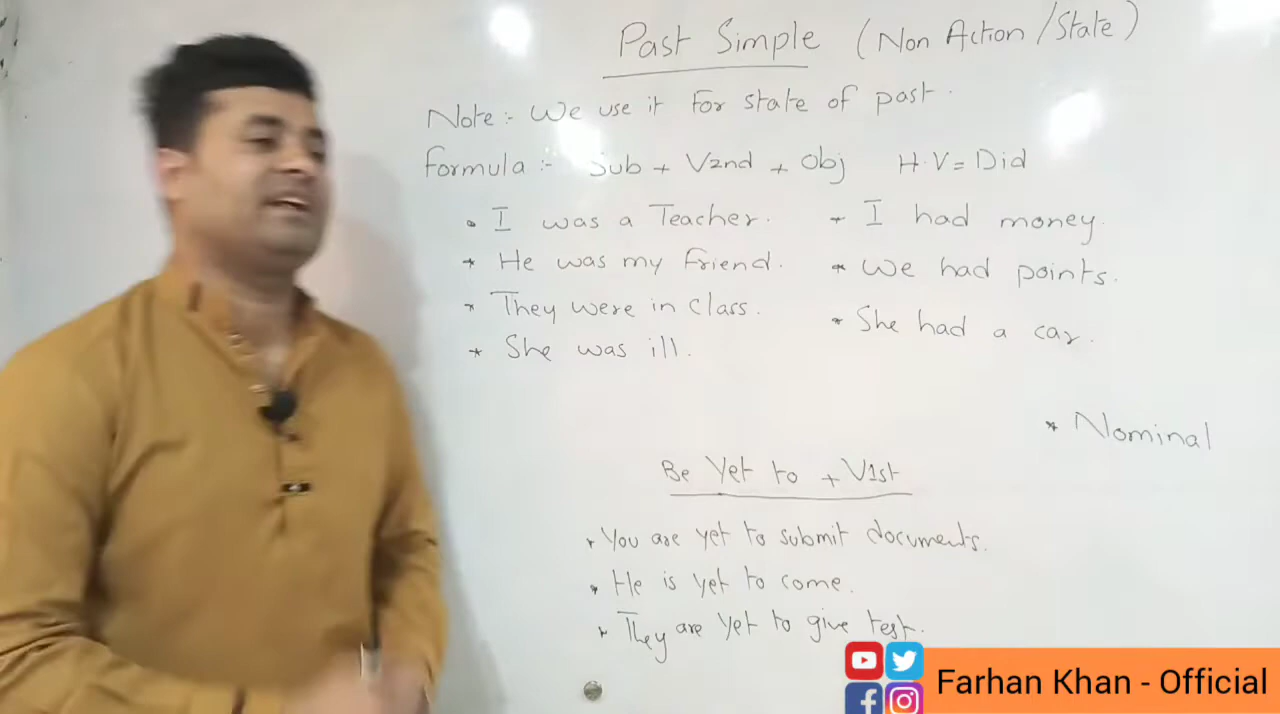 Past Simple (Non Action/State)
Note:- We use it for state of past.
Formula:- Sub + V2nd + Obj H.V= Did
• I was a Teacher.
* He was my friend.
* They were in class.
* She was ill.
* I had money.
* We had points.
* She had a car.
* Nominal
Be Yet to + V1st
* You are yet to submit documents.
* He is yet to come.
* They are yet to give test.
Farhan Khan - Official